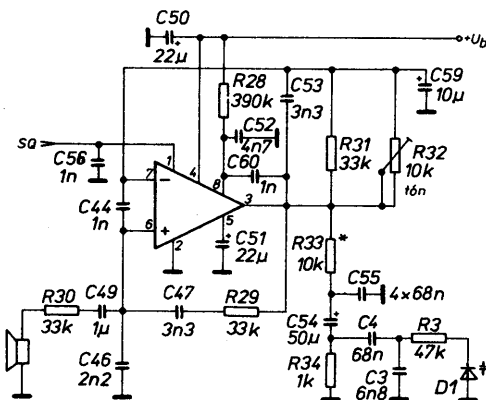 C50
22µ
+Ub
R28
390k
C53
3n3
C59
10µ
C52
4n7
SQ
C56
1n
C60
1n
R31
33k
R32
10k
t6n
1
4
8
7
-
3
6
+
5
2
C44
1n
C51
22µ
R33
10k
*
R30
33k
C49
1µ
C47
3n3
R29
33k
C55
4x68n
C46
2n2
C54
50µ
C4
68n
R3
47k
R34
1k
C3
6n8
D1